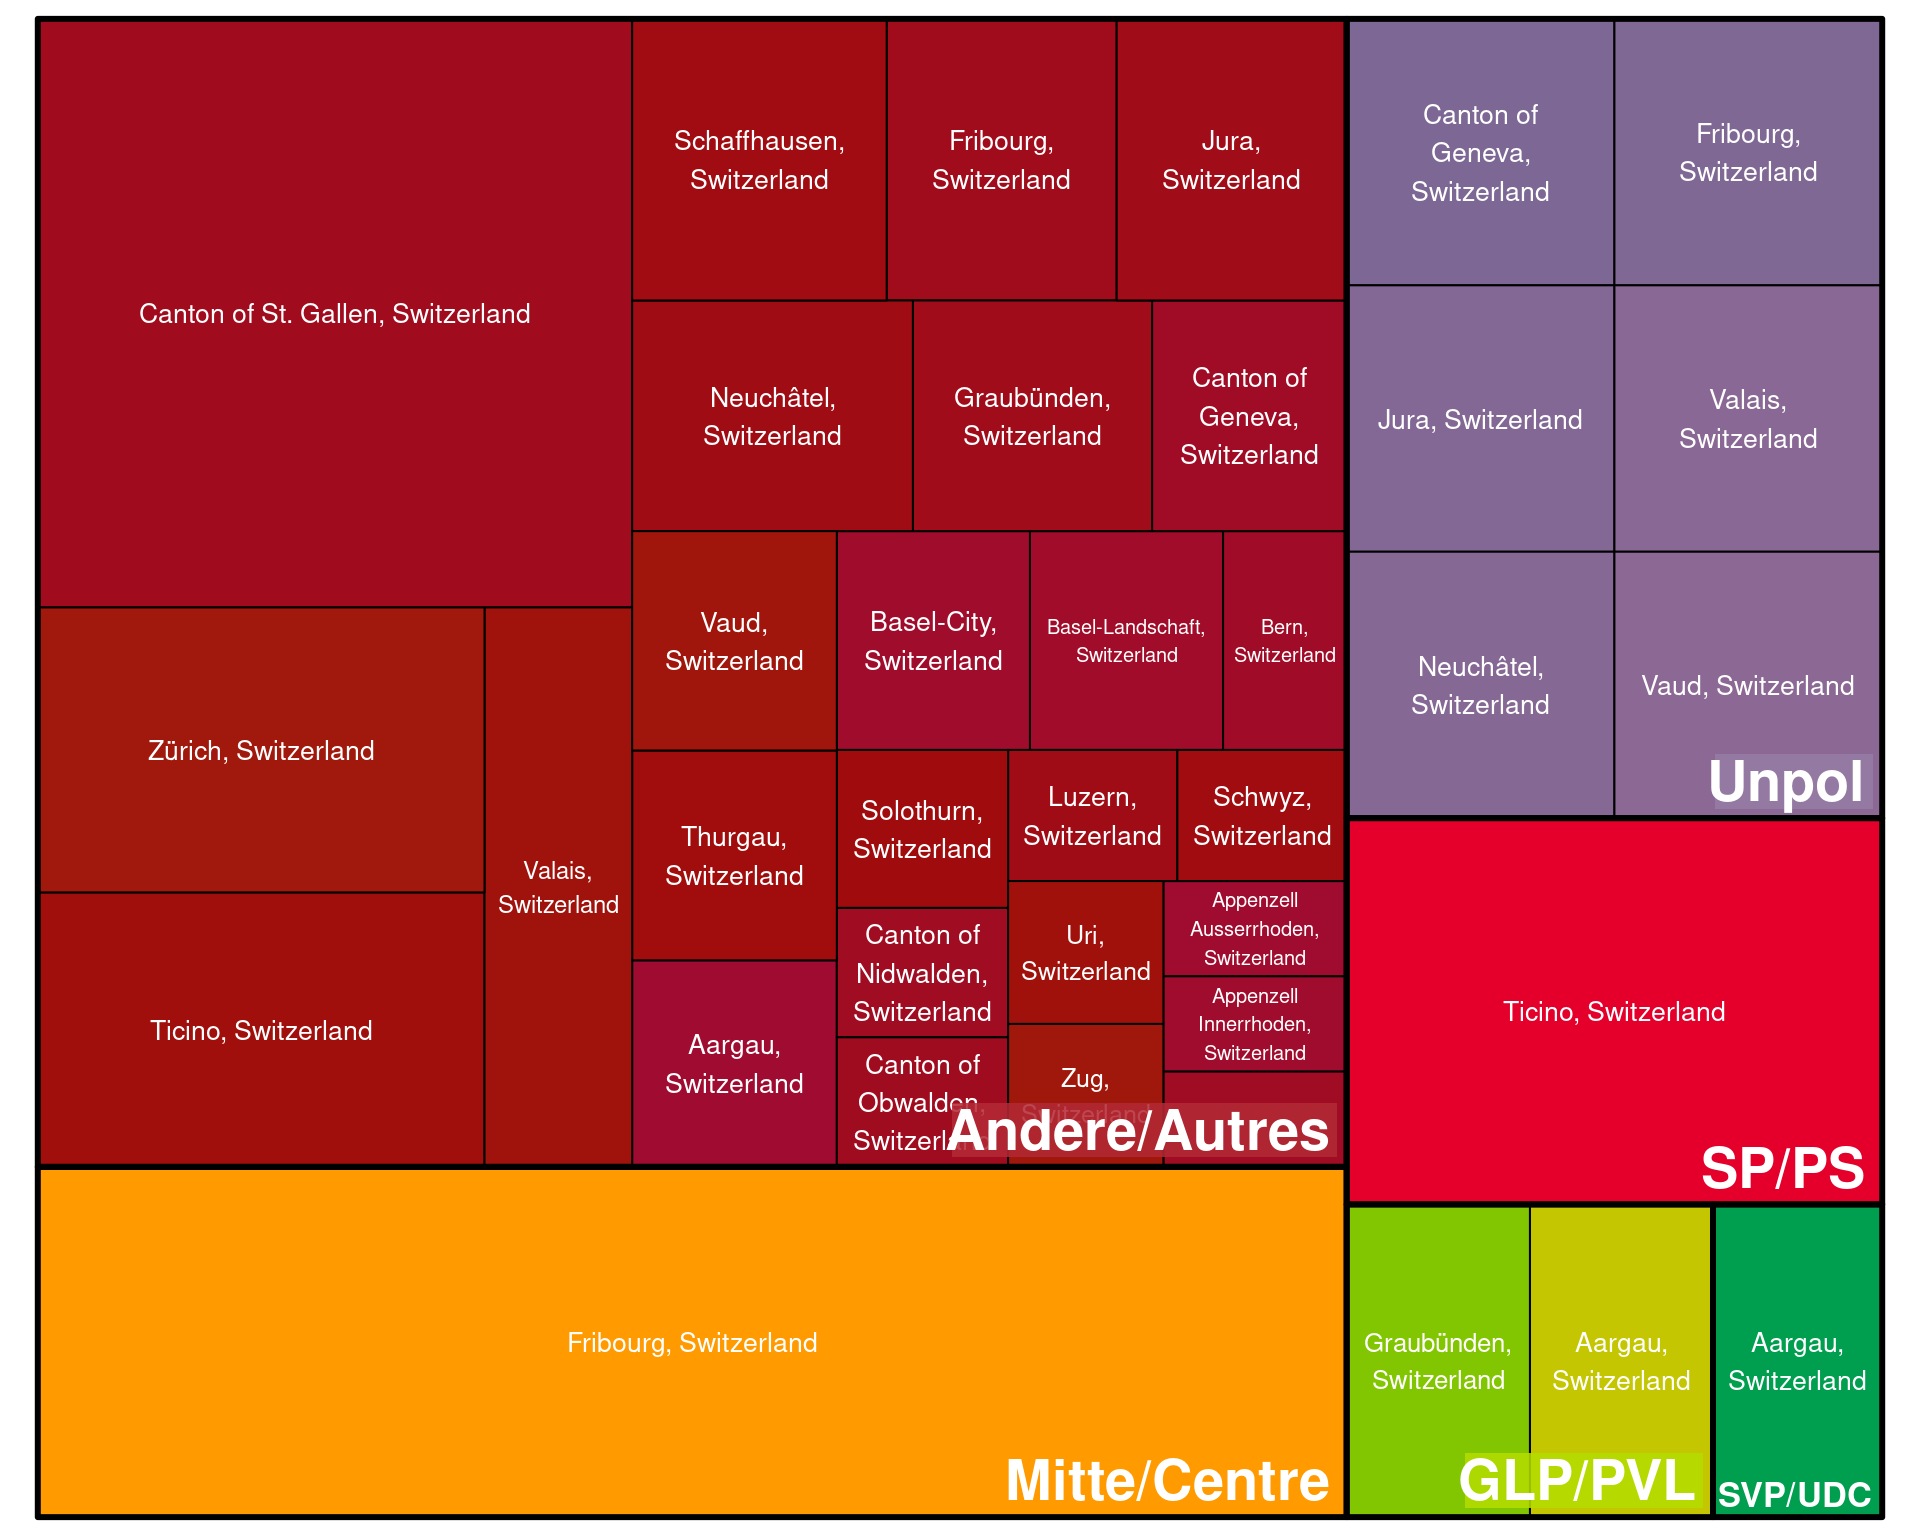 Canton of St. Gallen, Switzerland
Schaffhausen,
Switzerland
Fribourg,
Switzerland
Jura,
Switzerland
Neuchâtel,
Switzerland
Graubünden,
Switzerland
Canton of
Geneva,
Switzerland
Zürich, Switzerland
Ticino, Switzerland
Valais,
Switzerland
Vaud,
Switzerland
Basel-City,
Switzerland
Basel-Landschaft,
Switzerland
Bern,
Switzerland
Thurgau,
Switzerland
Aargau,
Switzerland
Solothurn,
Switzerland
Luzern,
Switzerland
Schwyz,
Switzerland
Canton of
Nidwalden,
Switzerland
Canton of
Obwalden,
Switzerland
Uri,
Switzerland
Zug,
Switzerland
Appenzell
Ausserrhoden,
Switzerland
Appenzell
Innerrhoden,
Switzerland
Andere/Autres
Fribourg, Switzerland
Mitte/Centre
Canton of
Geneva,
Switzerland
Fribourg,
Switzerland
Jura, Switzerland
Valais,
Switzerland
Neuchâtel,
Switzerland
Vaud, Switzerland
Unpol
Ticino, Switzerland
SP/PS
Graubünden,
Switzerland
Aargau,
Switzerland
GLP/PVL
Aargau,
Switzerland
SVP/UDC